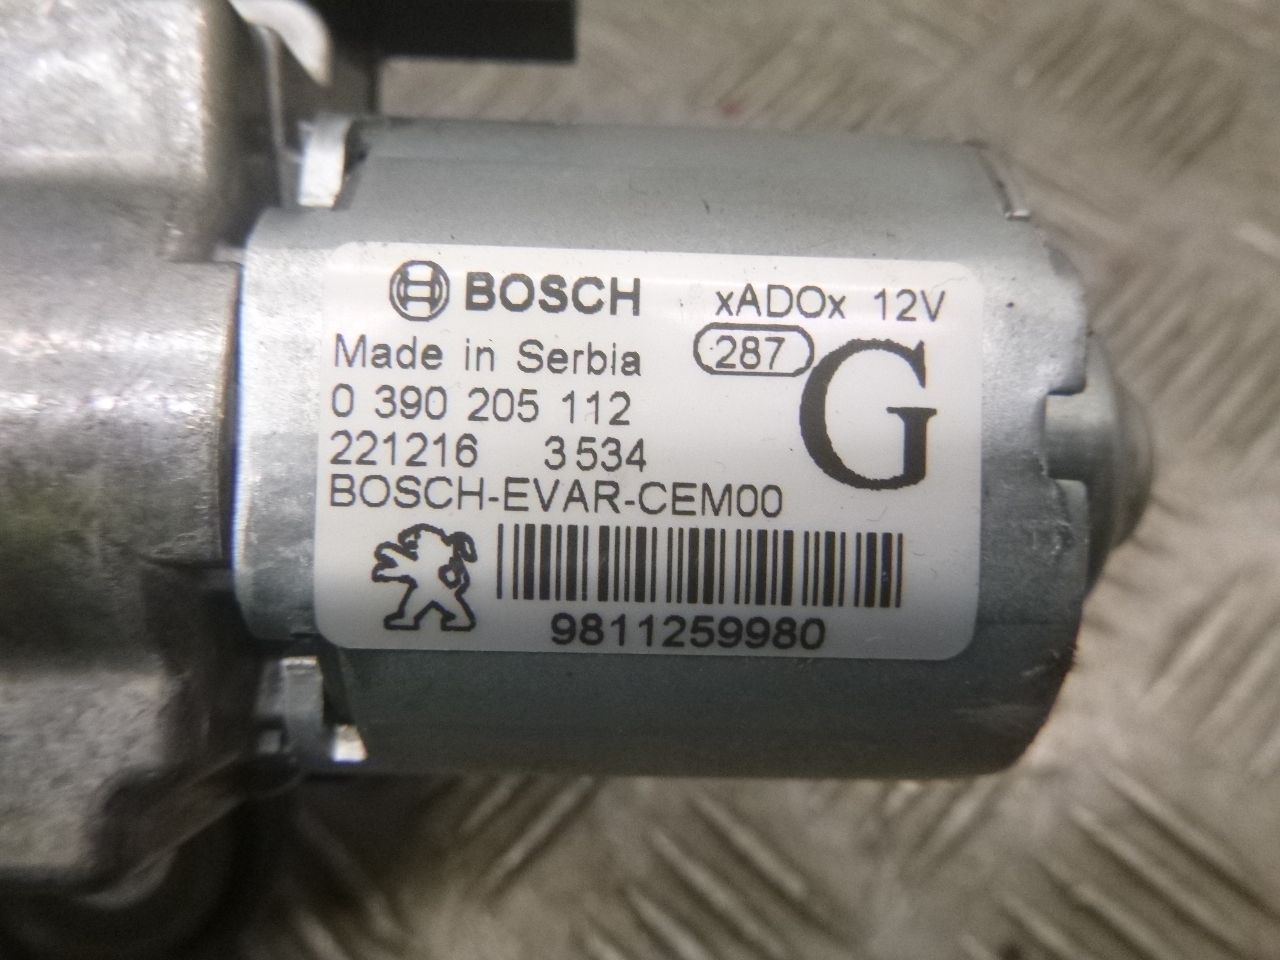 BOSCH xADOx 12V
Made in Serbia 287
G
0 390 205 112
221216 3534
BOSCH-EVAR-CEM00
9811259980